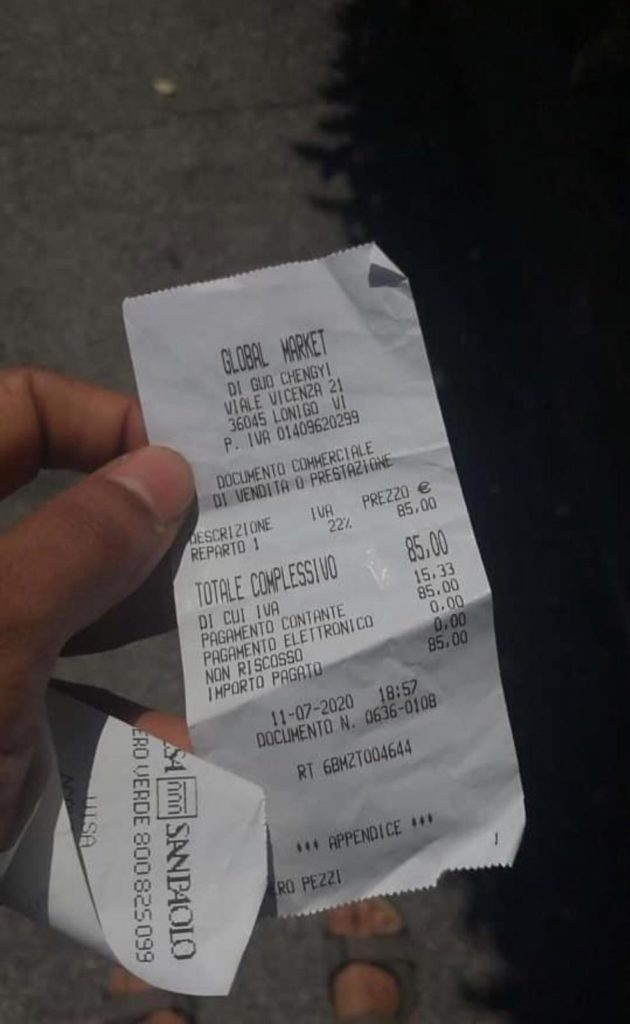 GLOBAL MARKET
DI GUO CHENGYI
VIALE VICENZA 21
36045 LONIGO VI
P. IVA 01409620299
DOCUMENTO COMMERCIALE
DI VENDITA O PRESTAZIONE
DESCRIZIONE IVA PREZZO €
REPARTO 1 22% 85,00
TOTALE COMPLESSIVO 85,00
DI CUI IVA 15,33
PAGAMENTO CONTANTE 85,00
PAGAMENTO ELETTRONICO 0,00
NON RISCOSSO 0,00
IMPORTO PAGATO 85,00
11-07-2020 18:57
DOCUMENTO N. 0636-0108
RT 6BMZT004644
*** APPENDICE ***
RO PEZZI 1
SA SANPAOLO
ERO VERDE 800825099